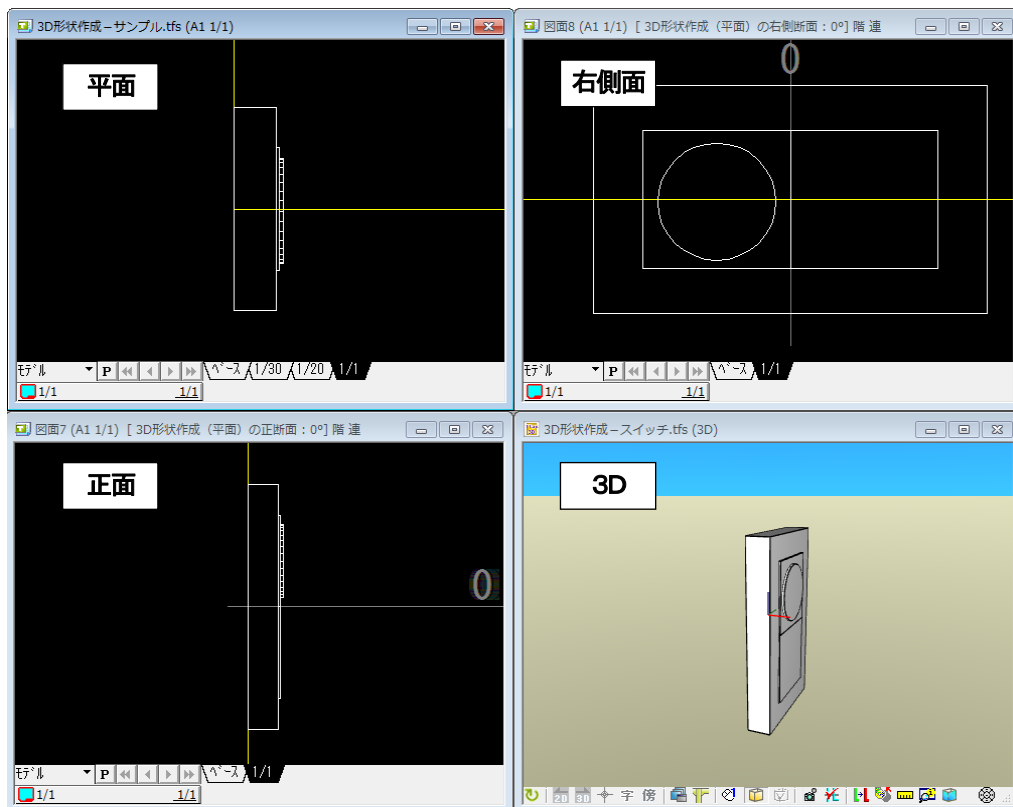 3D形状作成－サンプル.tfs (A1 1/1)
平面
ﾓﾃﾞﾙ P ﾍﾞｰｽ 1/30 1/20 1/1
1/1 1/1
図面8 (A1 1/1) [ 3D形状作成（平面）の右側断面：0°] 階 連
0
右側面
ﾓﾃﾞﾙ P ﾍﾞｰｽ 1/1
1/1 1/1
図面7 (A1 1/1) [ 3D形状作成（平面）の正断面：0°] 階 連
正面
0
ﾓﾃﾞﾙ P ﾍﾞｰｽ 1/1
1/1 1/1
3D形状作成－スイッチ.tfs (3D)
3D
2D 3D 字 傍